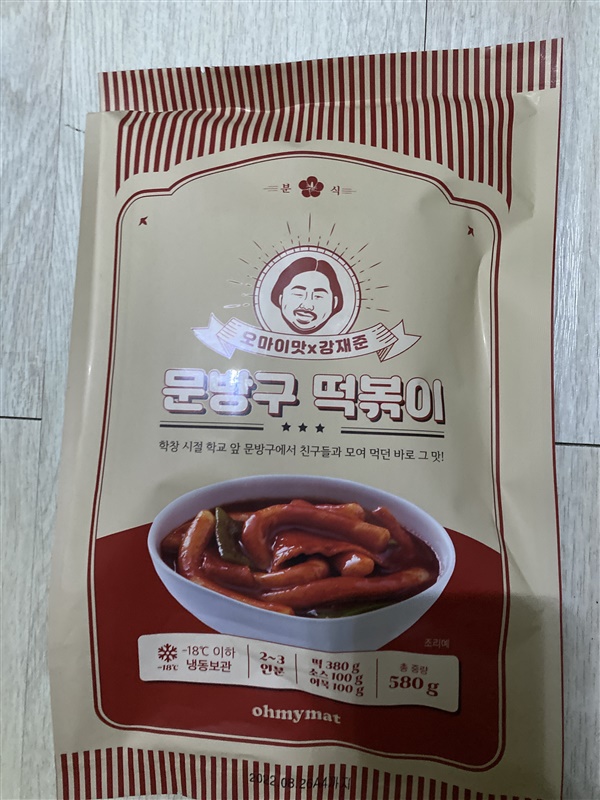 분 식
오마이맛x강재준
문방구 떡볶이
학창 시절 학교 앞 문방구에서 친구들과 모여 먹던 바로 그 맛!
조리예
-18℃
-18℃ 이하
냉동보관
2~3
인분
떡 380g
소스 100g
어묵 100g
총 중량
580g
ohmymat